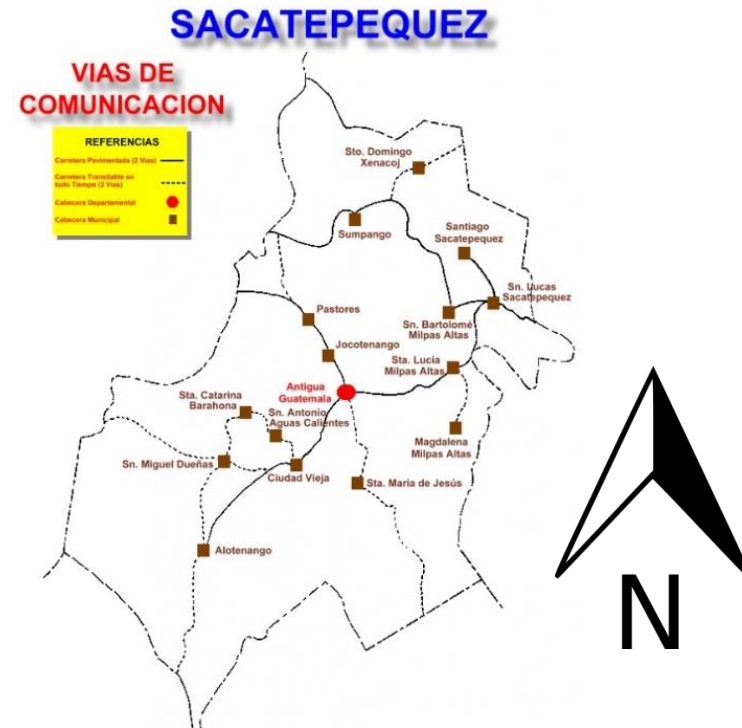 SACATEPEQUEZ
VIAS DE
COMUNICACION
REFERENCIAS
Carretera Pavimentada (2 Vias)
Carretera Transitable en
todo Tiempo (2 Vias)
Cabecera Departamental
Cabecera Municipal
Sto. Domingo
Xenacoj
Sumpango
Santiago
Sacatepequez
Sn. Lucas
Sacatepequez
Pastores
Sn. Bartolomé
Milpas Altas
Jocotenango
Sta. Lucia
Milpas Altas
Antigua
Guatemala
Sta. Catarina
Barahona
Sn. Antonio
Aguas Calientes
Magdalena
Milpas Altas
Sn. Miguel Dueñas
Ciudad Vieja
Sta. Maria de Jesús
Alotenango
N